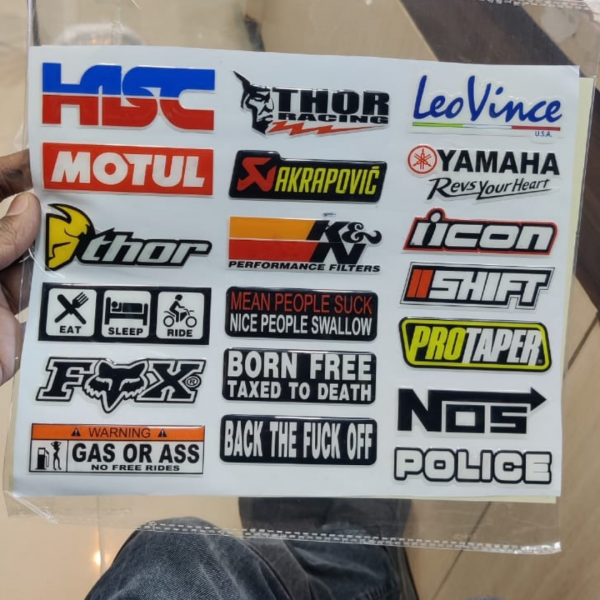 HRC
THOR
RACING
LeoVince
U.S.A.
MOTUL
AKRAPOVIČ
YAMAHA
Revs Your Heart
thor
K&N
PERFORMANCE FILTERS
icon
EAT
SLEEP
RIDE
MEAN PEOPLE SUCK
NICE PEOPLE SWALLOW
SHIFT
PROTAPER
FOX®
BORN FREE
TAXED TO DEATH
NOS
WARNING
GAS OR ASS
NO FREE RIDES
BACK THE FUCK OFF
POLICE